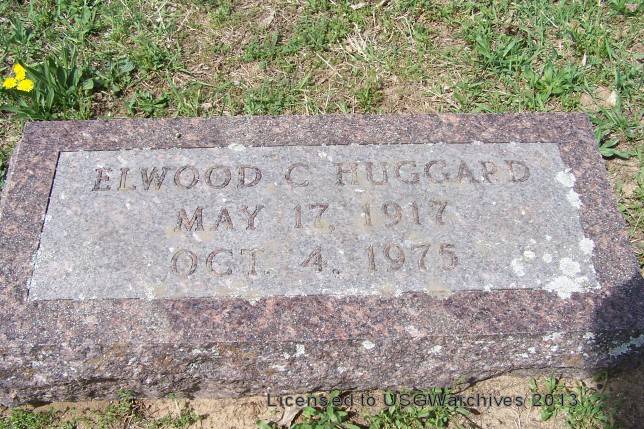 ELWOOD C HUGGARD
MAY 17, 1917
OCT. 4, 1975
Licensed to USGWarchives 2013